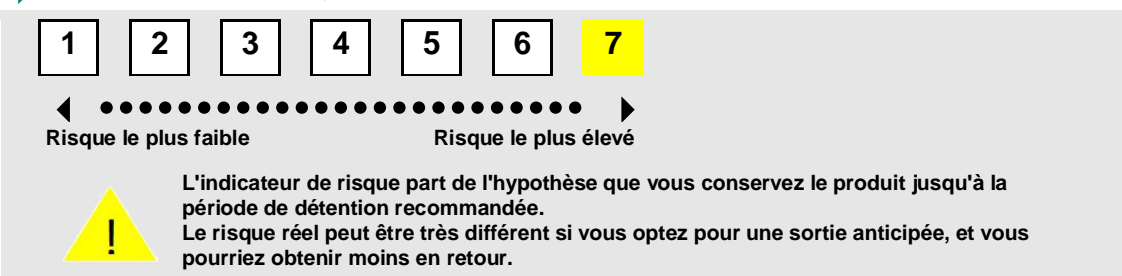 1 2 3 4 5 6 7
Risque le plus faible Risque le plus élevé
L'indicateur de risque part de l'hypothèse que vous conservez le produit jusqu'à la
période de détention recommandée.
Le risque réel peut être très différent si vous optez pour une sortie anticipée, et vous
pourriez obtenir moins en retour.
!